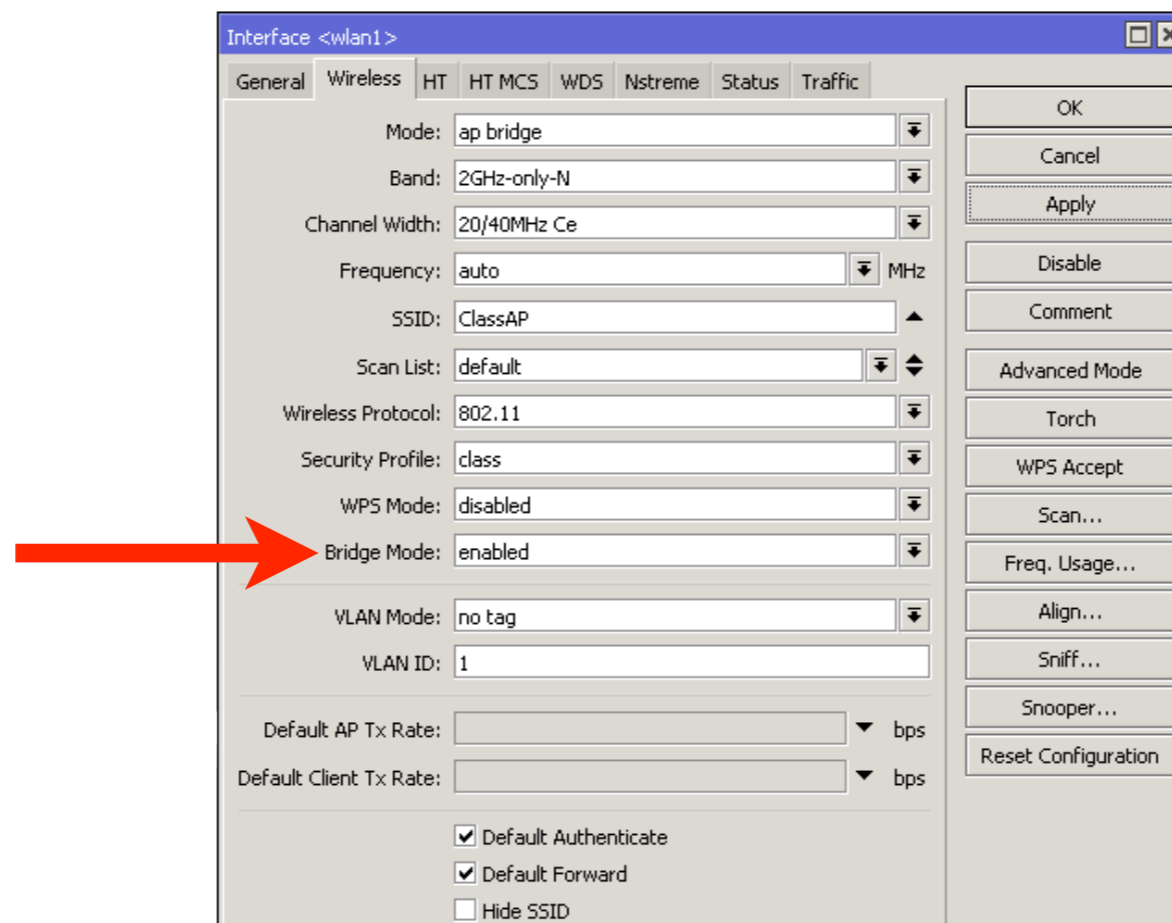 Interface <wlan1>
General Wireless HT HT MCS WDS Nstreme Status Traffic
Mode: ap bridge
Band: 2GHz-only-N
Channel Width: 20/40MHz Ce
Frequency: auto MHz
SSID: ClassAP
Scan List: default
Wireless Protocol: 802.11
Security Profile: class
WPS Mode: disabled
Bridge Mode: enabled
VLAN Mode: no tag
VLAN ID: 1
Default AP Tx Rate: bps
Default Client Tx Rate: bps
Default Authenticate
Default Forward
Hide SSID
OK
Cancel
Apply
Disable
Comment
Advanced Mode
Torch
WPS Accept
Scan...
Freq. Usage...
Align...
Sniff...
Snooper...
Reset Configuration